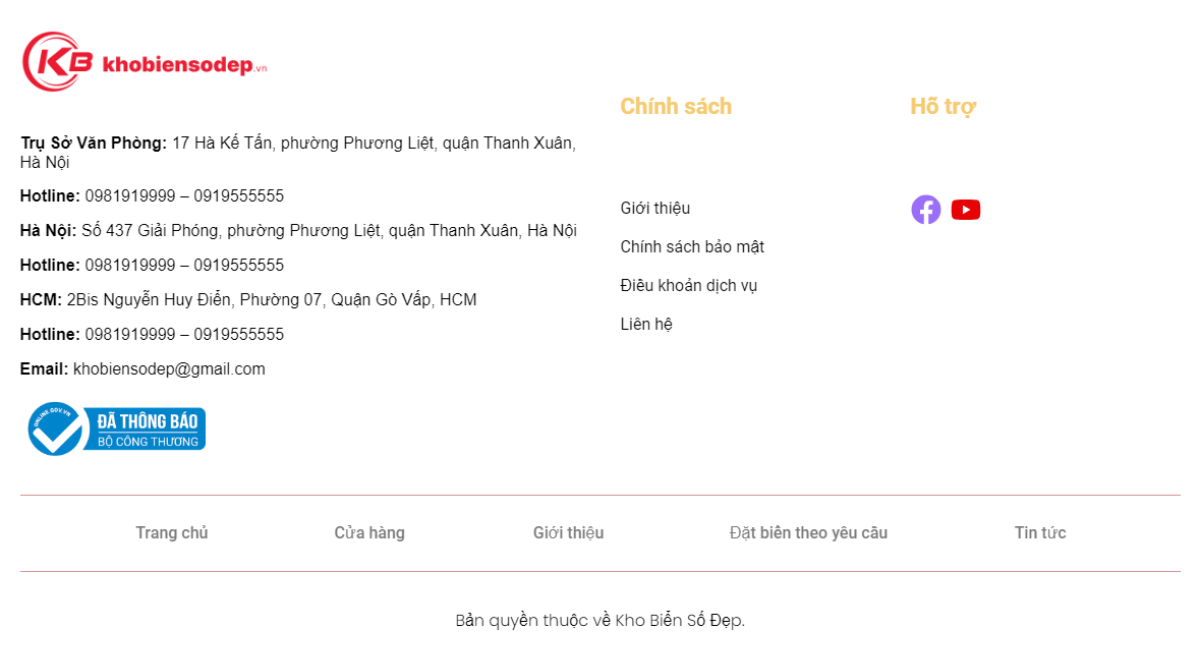 KB khobiensodep.vn
Trụ Sở Văn Phòng: 17 Hà Kế Tấn, phường Phương Liệt, quận Thanh Xuân,
Hà Nội
Hotline: 0981919999 – 0919555555
Hà Nội: Số 437 Giải Phóng, phường Phương Liệt, quận Thanh Xuân, Hà Nội
Hotline: 0981919999 – 0919555555
HCM: 2Bis Nguyễn Huy Điển, Phường 07, Quận Gò Vấp, HCM
Hotline: 0981919999 – 0919555555
Email: khobiensodep@gmail.com
ONLINE.GOV.VN
ĐÃ THÔNG BÁO
BỘ CÔNG THƯƠNG
Chính sách
Giới thiệu
Chính sách bảo mật
Điều khoản dịch vụ
Liên hệ
Hỗ trợ
Trang chủ
Cửa hàng
Giới thiệu
Đặt biển theo yêu cầu
Tin tức
Bản quyền thuộc về Kho Biển Số Đẹp.